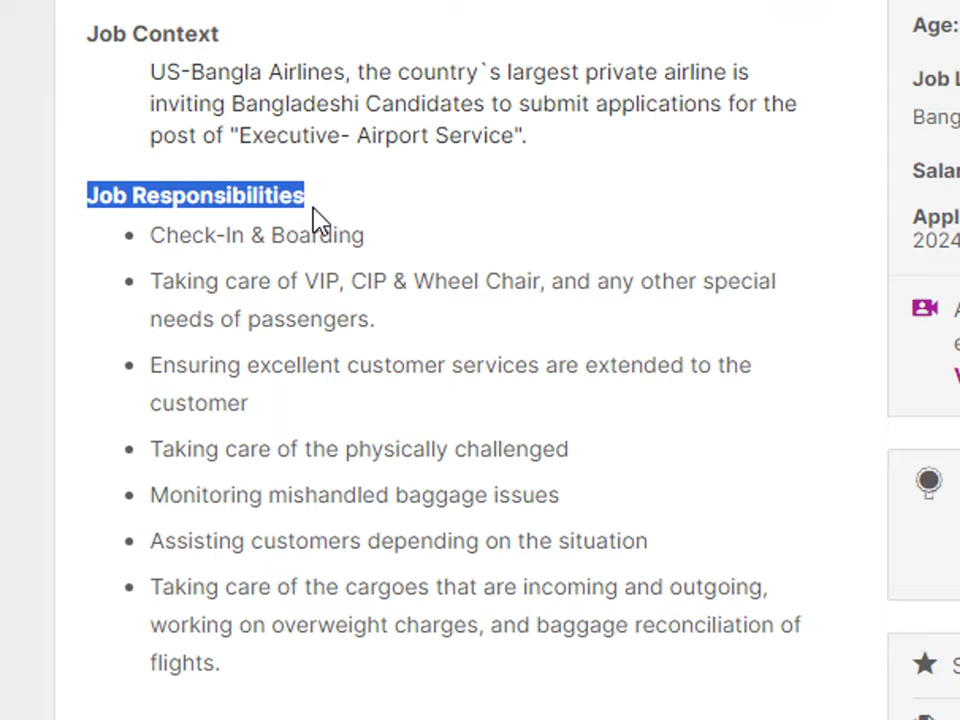 Job Context
US-Bangla Airlines, the country`s largest private airline is
inviting Bangladeshi Candidates to submit applications for the
post of "Executive- Airport Service".
Job Responsibilities
Check-In & Boarding
Taking care of VIP, CIP & Wheel Chair, and any other special
needs of passengers.
Ensuring excellent customer services are extended to the
customer
Taking care of the physically challenged
Monitoring mishandled baggage issues
Assisting customers depending on the situation
Taking care of the cargoes that are incoming and outgoing,
working on overweight charges, and baggage reconciliation of
flights.
Age:
Job
2024